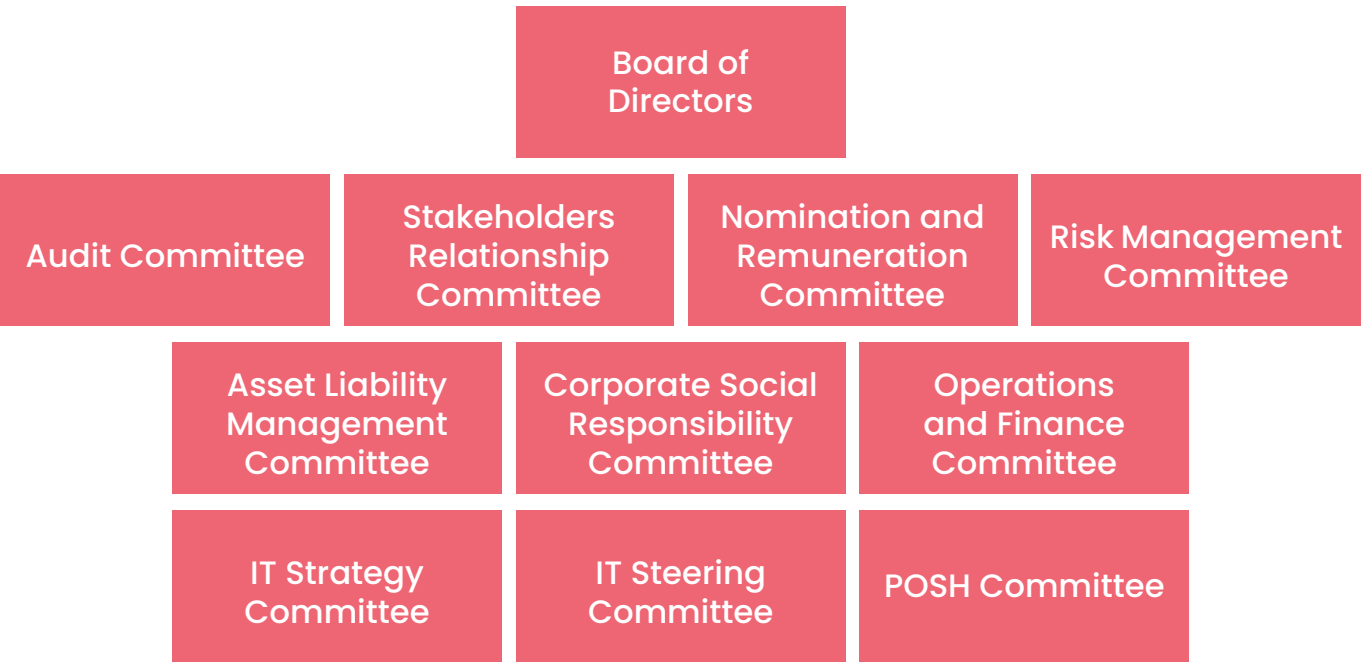 Board of
Directors
Audit Committee
Stakeholders
Relationship
Committee
Nomination and
Remuneration
Committee
Risk Management
Committee
Asset Liability
Management
Committee
Corporate Social
Responsibility
Committee
Operations
and Finance
Committee
IT Strategy
Committee
IT Steering
Committee
POSH Committee